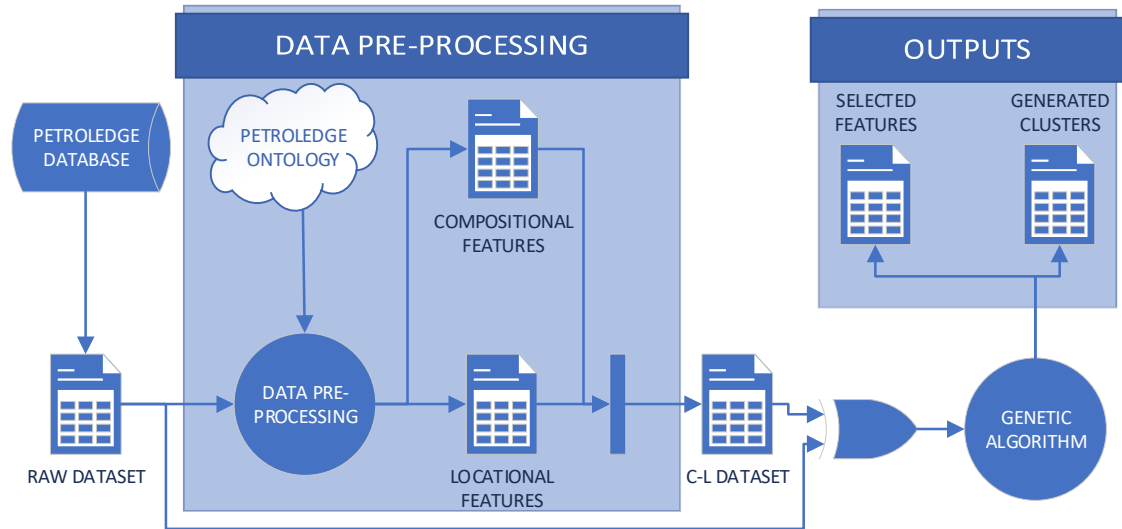 DATA PRE-PROCESSING
OUTPUTS
PETROLEDGE
DATABASE
PETROLEDGE
ONTOLOGY
COMPOSITIONAL
FEATURES
SELECTED
FEATURES
GENERATED
CLUSTERS
RAW DATASET
DATA PRE-
PROCESSING
LOCATIONAL
FEATURES
C-L DATASET
GENETIC
ALGORITHM